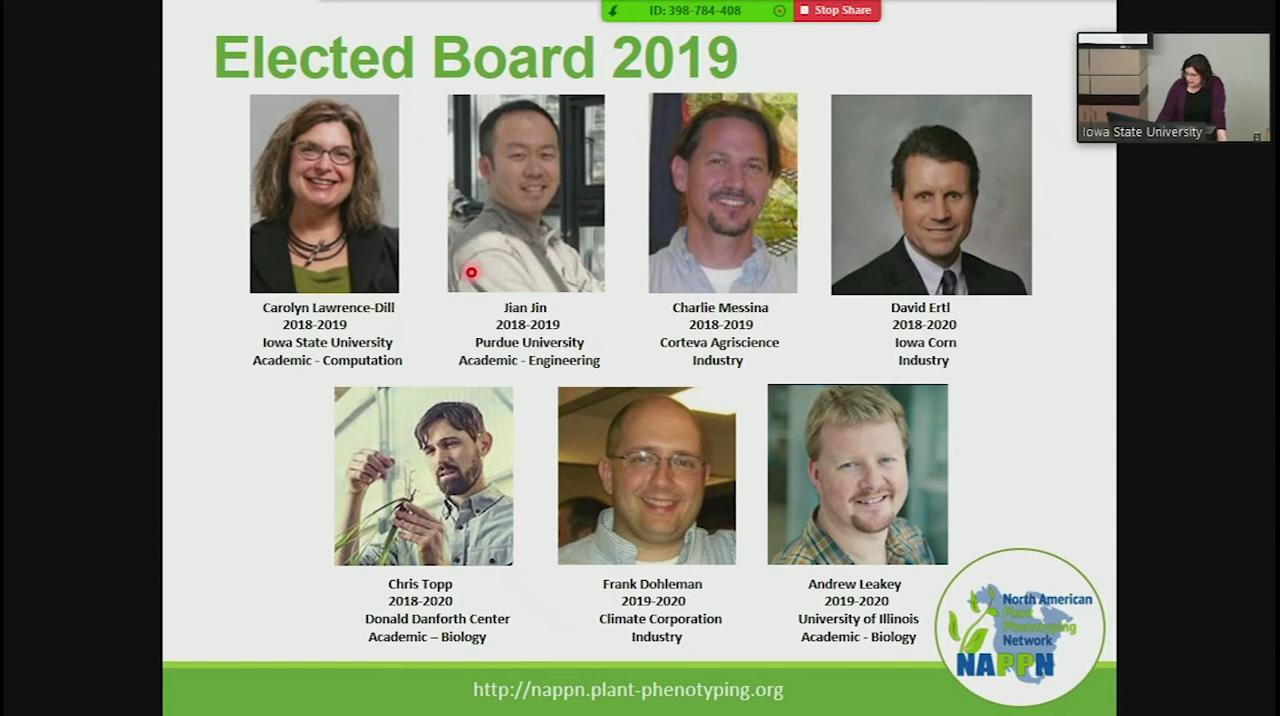 ID: 398-784-408
Stop Share
Elected Board 2019
Iowa State University
Carolyn Lawrence-Dill
2018-2019
Iowa State University
Academic - Computation
Jian Jin
2018-2019
Purdue University
Academic - Engineering
Charlie Messina
2018-2019
Corteva Agriscience
Industry
David Ertl
2018-2020
Iowa Corn
Industry
Chris Topp
2018-2020
Donald Danforth Center
Academic – Biology
Frank Dohleman
2019-2020
Climate Corporation
Industry
Andrew Leakey
2019-2020
University of Illinois
Academic - Biology
North American
Plant
Phenotyping
Network
NAPPN
http://nappn.plant-phenotyping.org